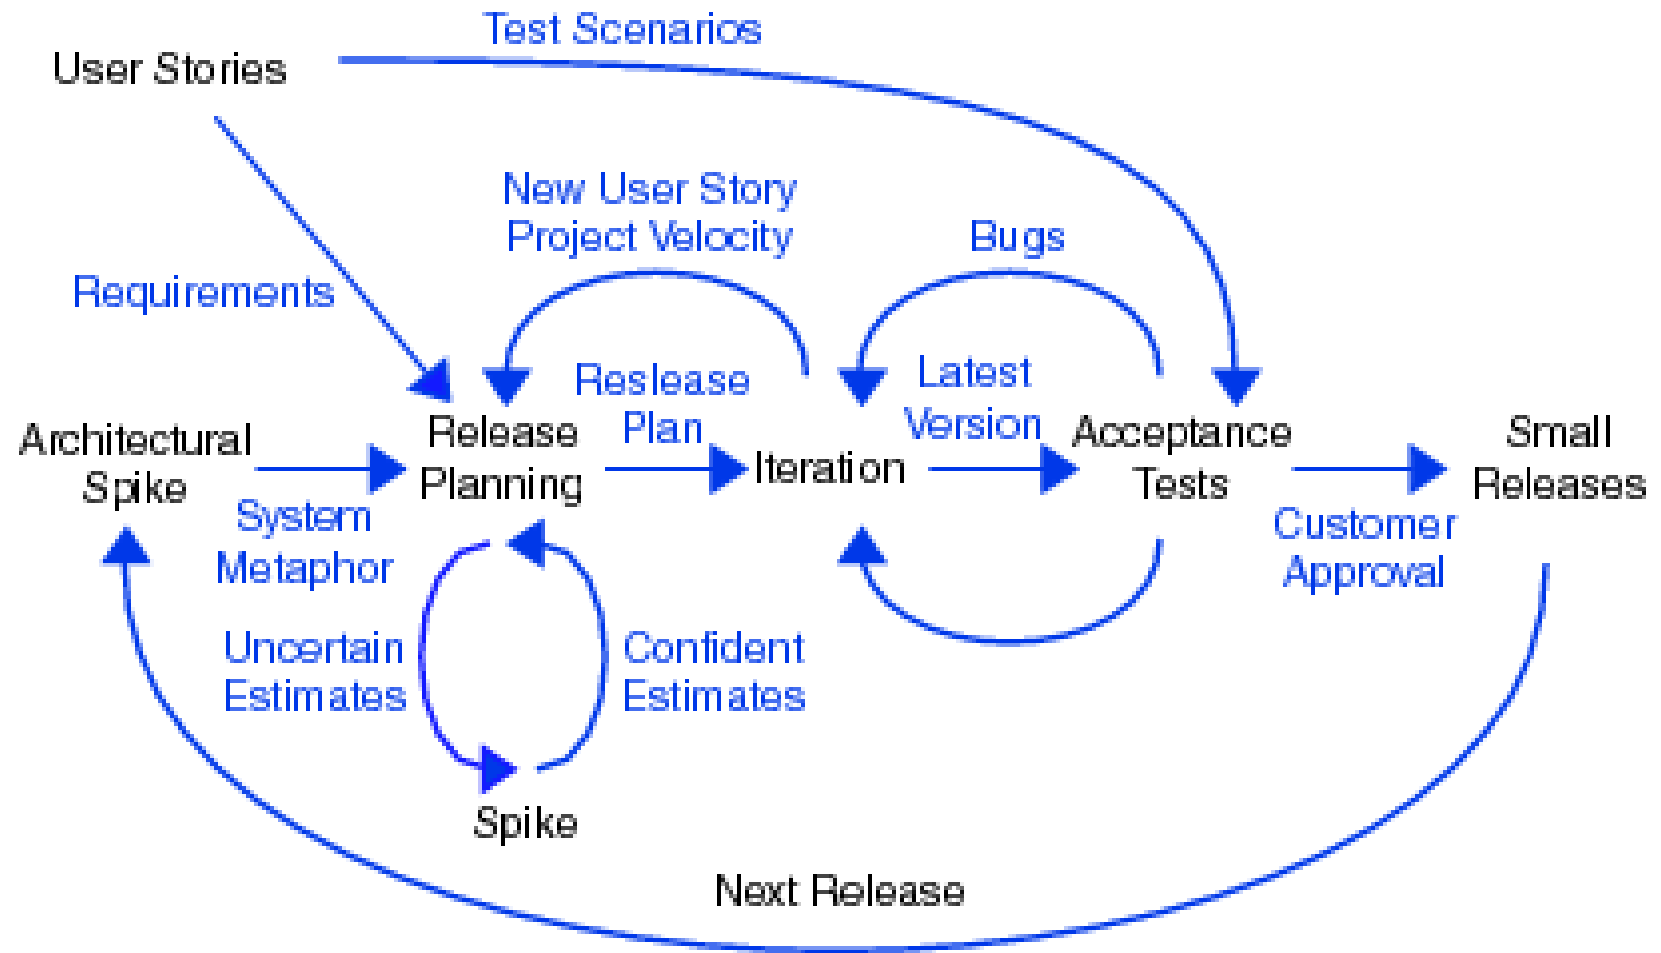 Test Scenarios
User Stories
New User Story
Project Velocity
Bugs
Requirements
Reslease
Plan
Latest
Version
Architectural
Spike
Release
Planning
Iteration
Acceptance
Tests
Small
Releases
System
Metaphor
Customer
Approval
Uncertain
Estimates
Confident
Estimates
Spike
Next Release